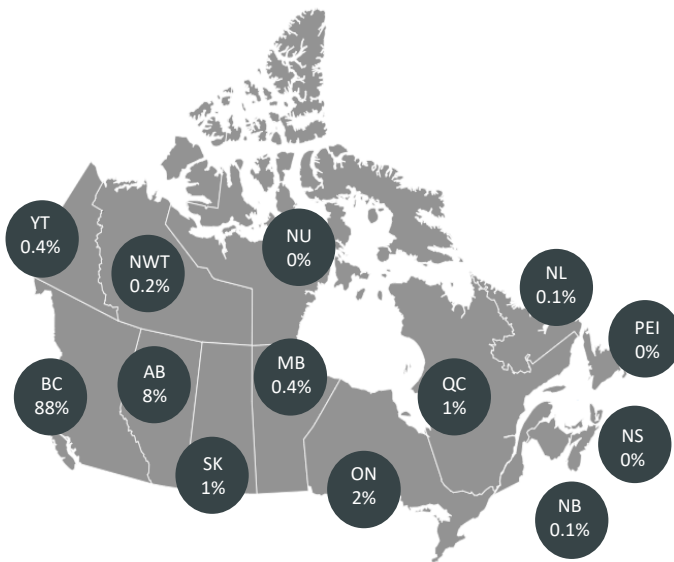 YT
0.4%
NWT
0.2%
NU
0%
NL
0.1%
PEI
0%
BC
88%
AB
8%
MB
0.4%
QC
1%
NS
0%
SK
1%
ON
2%
NB
0.1%